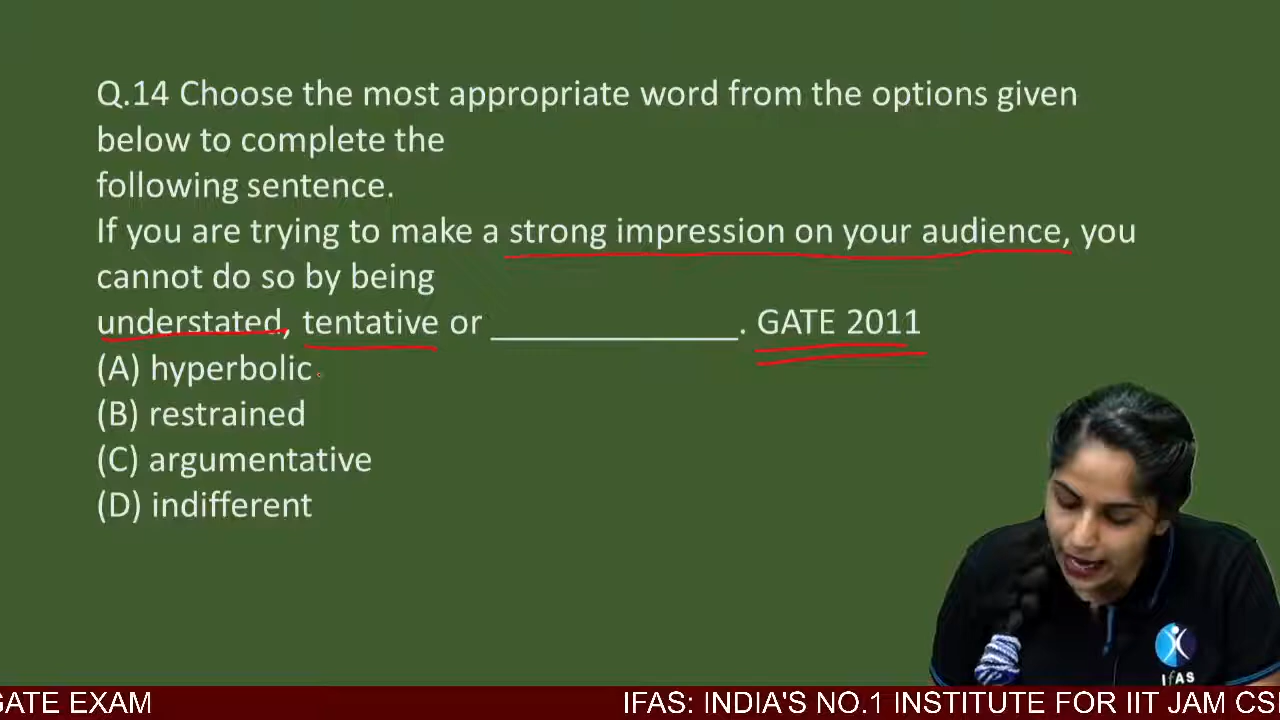 Q.14 Choose the most appropriate word from the options given
below to complete the
following sentence.
If you are trying to make a strong impression on your audience, you
cannot do so by being
understated, tentative or ______________. GATE 2011
(A) hyperbolic
(B) restrained
(C) argumentative
(D) indifferent
IfAS
GATE EXAM
IFAS: INDIA'S NO.1 INSTITUTE FOR IIT JAM CS